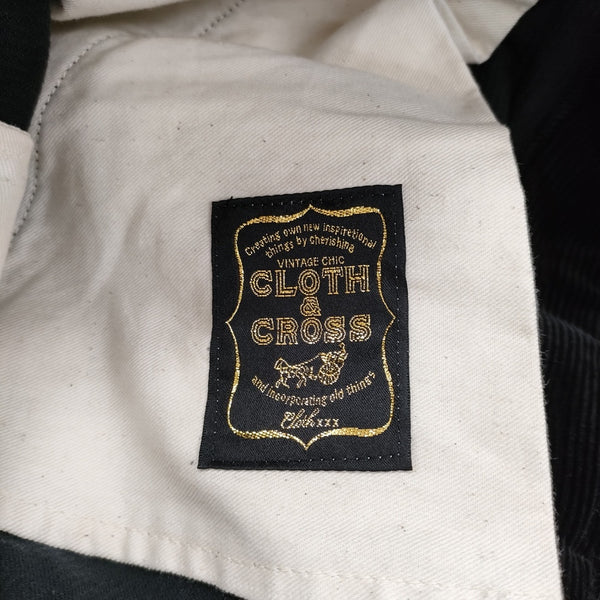 Creating own new inspirational
things by cherishing
VINTAGE CHIC
CLOTH
&
CROSS
and incorporating old things
Cloth xxx